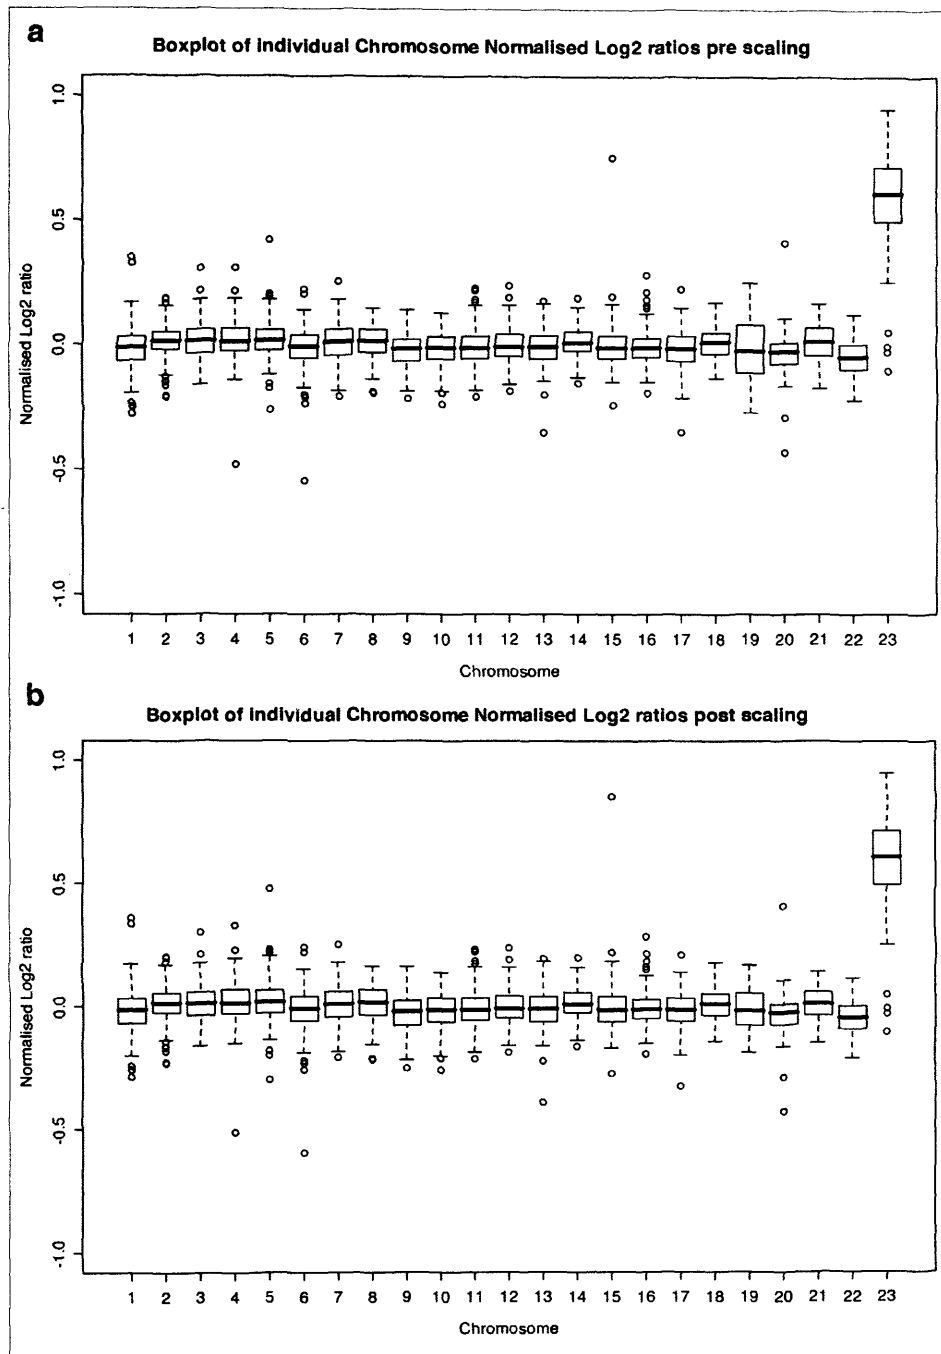 a
Boxplot of individual Chromosome Normalised Log2 ratios pre scaling
1.0
0.5
0.0
-0.5
-1.0
Normalised Log2 ratio
1 2 3 4 5 6 7 8 9 10 11 12 13 14 15 16 17 18 19 20 21 22 23
Chromosome
b
Boxplot of individual Chromosome Normalised Log2 ratios post scaling
1.0
0.5
0.0
-0.5
-1.0
Normalised Log2 ratio
1 2 3 4 5 6 7 8 9 10 11 12 13 14 15 16 17 18 19 20 21 22 23
Chromosome